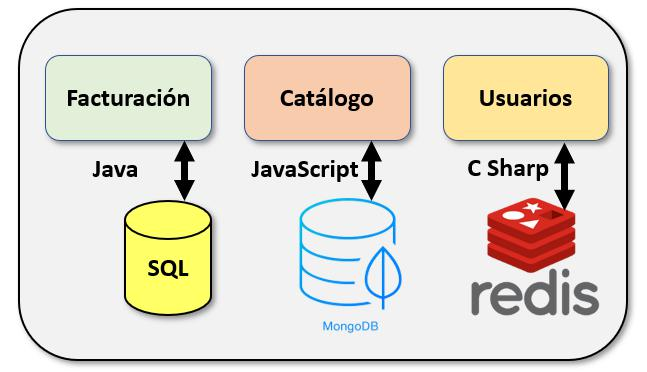 Facturación
Catálogo
Usuarios
Java
JavaScript
C Sharp
SQL
MongoDB
redis